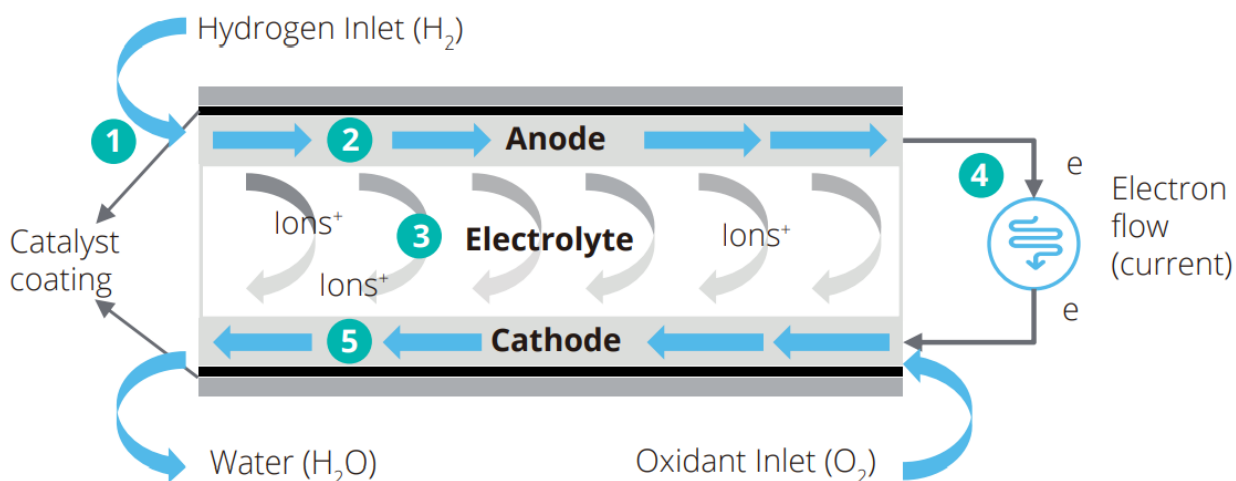 Hydrogen Inlet (H₂)
1
2
Anode
4
e
Electron
flow
(current)
Ions⁺
3
Electrolyte
Ions⁺
Ions⁺
Catalyst
coating
5
Cathode
e
Water (H₂O)
Oxidant Inlet (O₂)